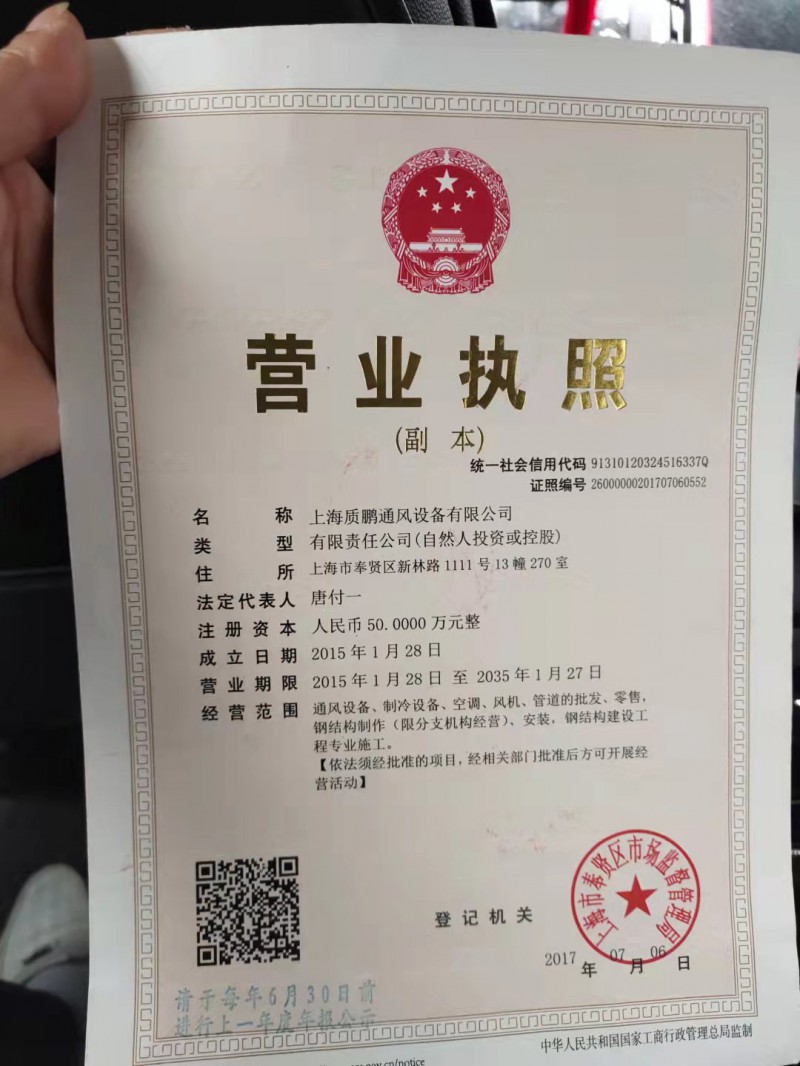 营业执照
(副 本)
统一社会信用代码 91310120324516337Q
证照编号 26000000201707060552
名 称 上海质鹏通风设备有限公司
类 型 有限责任公司(自然人投资或控股)
住 所 上海市奉贤区新林路1111号13幢270室
法定代表人 唐付一
注册资本 人民币50.0000万元整
成立日期 2015年1月28日
营业期限 2015年1月28日 至 2035年1月27日
经营范围 通风设备、制冷设备、空调、风机、管道的批发、零售，
钢结构制作（限分支机构经营）、安装，钢结构建设工
程专业施工。
【依法须经批准的项目，经相关部门批准后方可开展经
营活动】
上海市奉贤区市场监督管理局
登记机关
2017年07月06日
请于每年6月30日前
进行上一年度年报公示
中华人民共和国国家工商行政管理总局监制
.gov.cn/notice